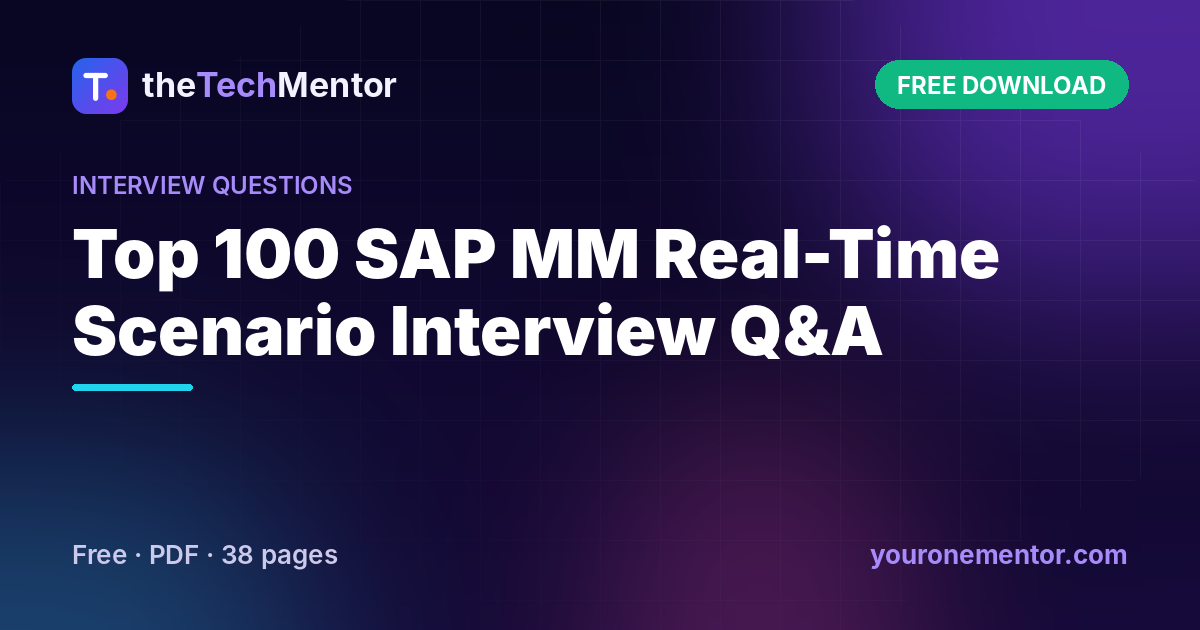 T.
theTechMentor
FREE DOWNLOAD
INTERVIEW QUESTIONS
Top 100 SAP MM Real-Time
Scenario Interview Q&A
Free · PDF · 38 pages
youronementor.com